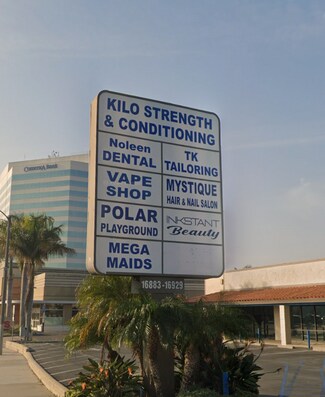 KILO STRENGTH
& CONDITIONING
Noleen
DENTAL
TK
TAILORING
VAPE
SHOP
MYSTIQUE
HAIR & NAIL SALON
POLAR
PLAYGROUND
INKSTANT
Beauty
MEGA
MAIDS
16883-16929